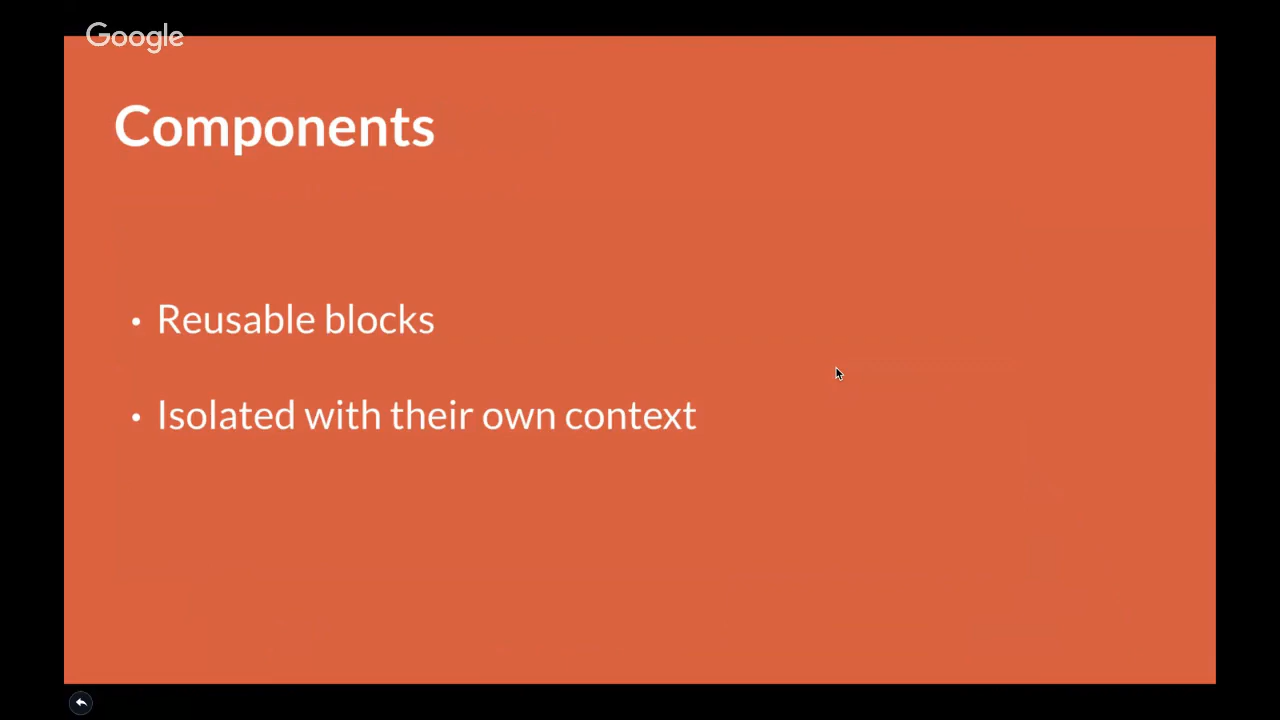 Google
Components
• Reusable blocks
• Isolated with their own context